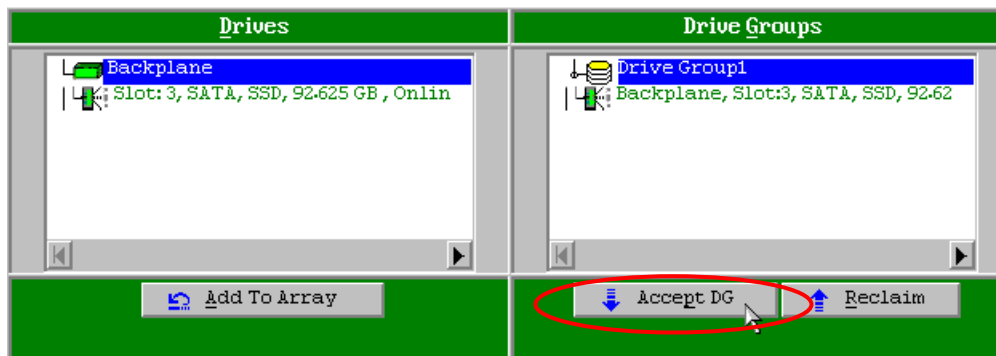 Drives
Drive Groups
Backplane
Slot: 3, SATA, SSD, 92.625 GB , Onlin
Drive Group1
Backplane, Slot:3, SATA, SSD, 92.62
Add To Array
Accept DG
Reclaim